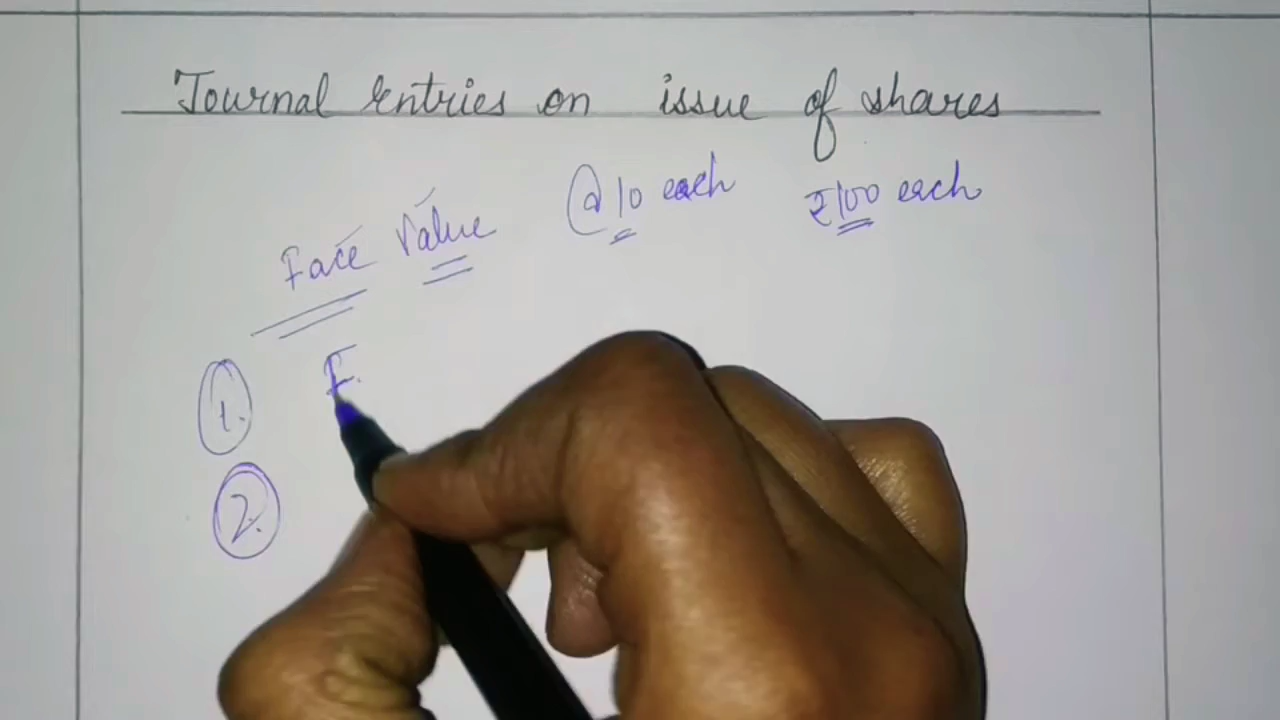 Journal Entries on issue of shares
@ 10 each ₹100 each
Face Value
1. F.
2.